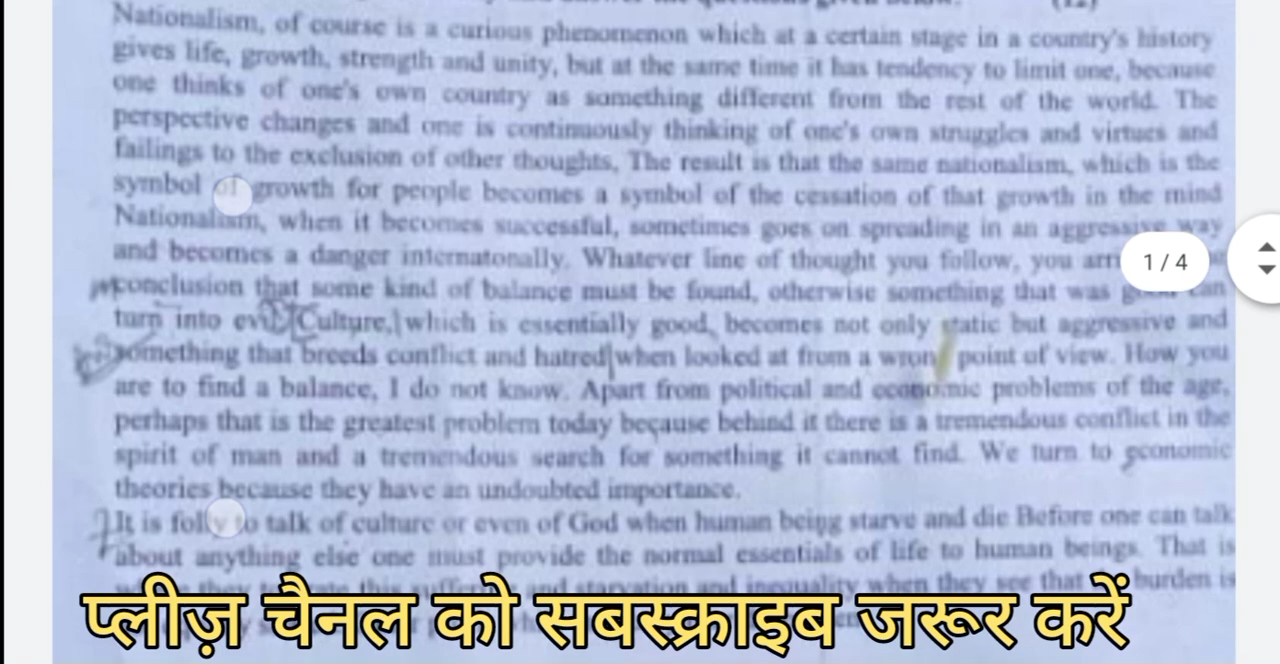 (12)
Nationalism, of course is a curious phenomenon which at a certain stage in a country's history
gives life, growth, strength and unity, but at the same time it has tendency to limit one, because
one thinks of one's own country as something different from the rest of the world. The
perspective changes and one is continuously thinking of one's own struggles and virtues and
failings to the exclusion of other thoughts, The result is that the same nationalism, which is the
symbol of growth for people becomes a symbol of the cessation of that growth in the mind
Nationalism, when it becomes successful, sometimes goes on spreading in an aggressive way
and becomes a danger internatonally. Whatever line of thought you follow, you
1 / 4
conclusion that some kind of balance must be found, otherwise something that was can
turn into evil Culture, which is essentially good, becomes not only static but aggressive and
something that breeds conflict and hatred when looked at from a wrong point of view. How you
are to find a balance, I do not know. Apart from political and economic problems of the age,
perhaps that is the greatest problem today because behind it there is a tremendous conflict in the
spirit of man and a tremendous search for something it cannot find. We turn to economic
theories because they have an undoubted importance.
It is folly to talk of culture or even of God when human being starve and die Before one can talk
about anything else one must provide the normal essentials of life to human beings. That is
and starvation and inequality when they see that burden is
प्लीज़ चैनल को सबस्क्राइब जरूर करें